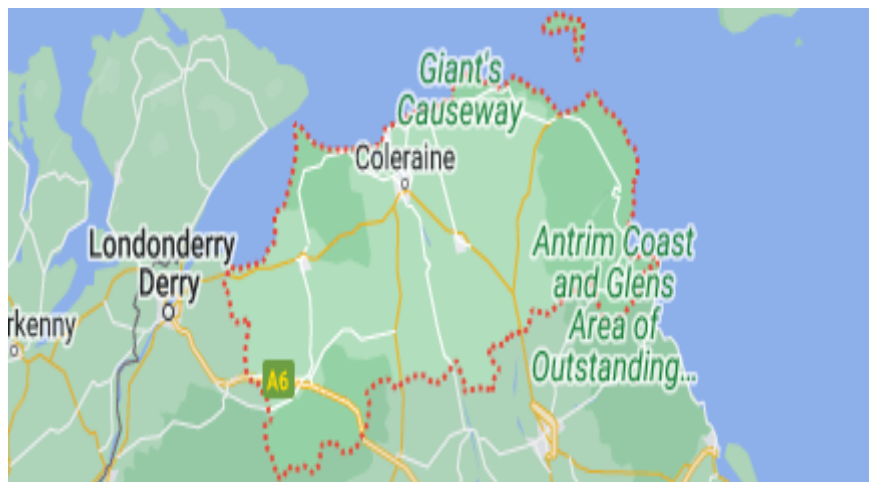 Giant's
Causeway
Coleraine
Londonderry
Derry
Antrim Coast
and Glens
Area of
Outstanding...
rkenny
A6